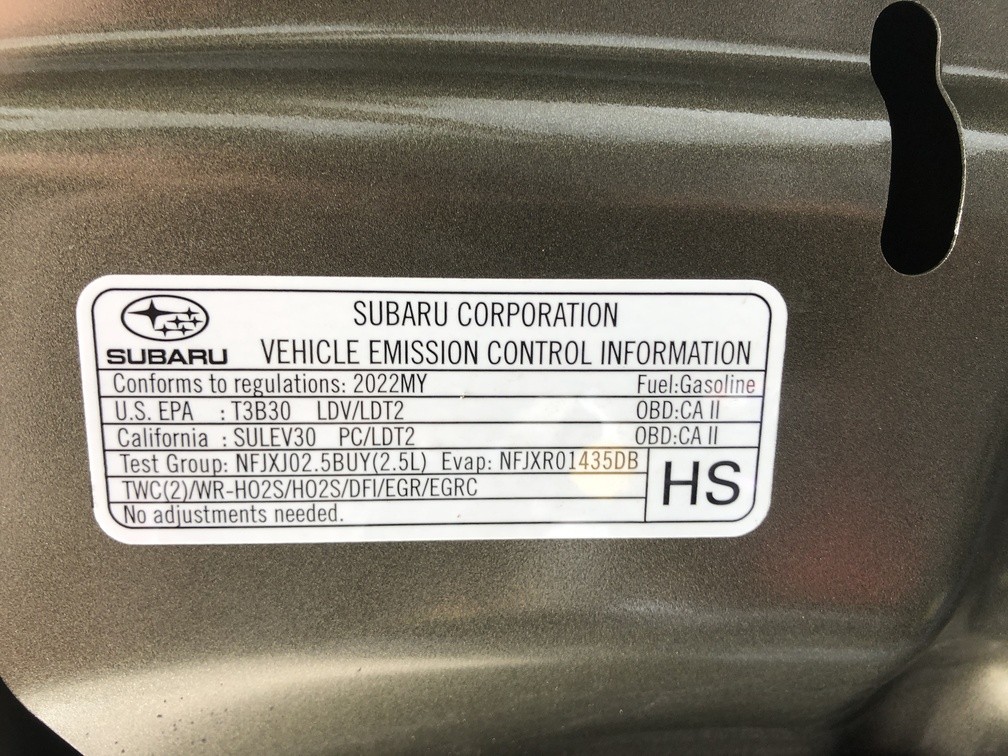 SUBARU CORPORATION
SUBARU VEHICLE EMISSION CONTROL INFORMATION
Conforms to regulations: 2022MY Fuel:Gasoline
U.S. EPA : T3B30 LDV/LDT2 OBD:CA II
California : SULEV30 PC/LDT2 OBD:CA II
Test Group: NFJXJ02.5BUY(2.5L) Evap: NFJXR01435DB
HS
TWC(2)/WR-HO2S/HO2S/DFI/EGR/EGRC
No adjustments needed.